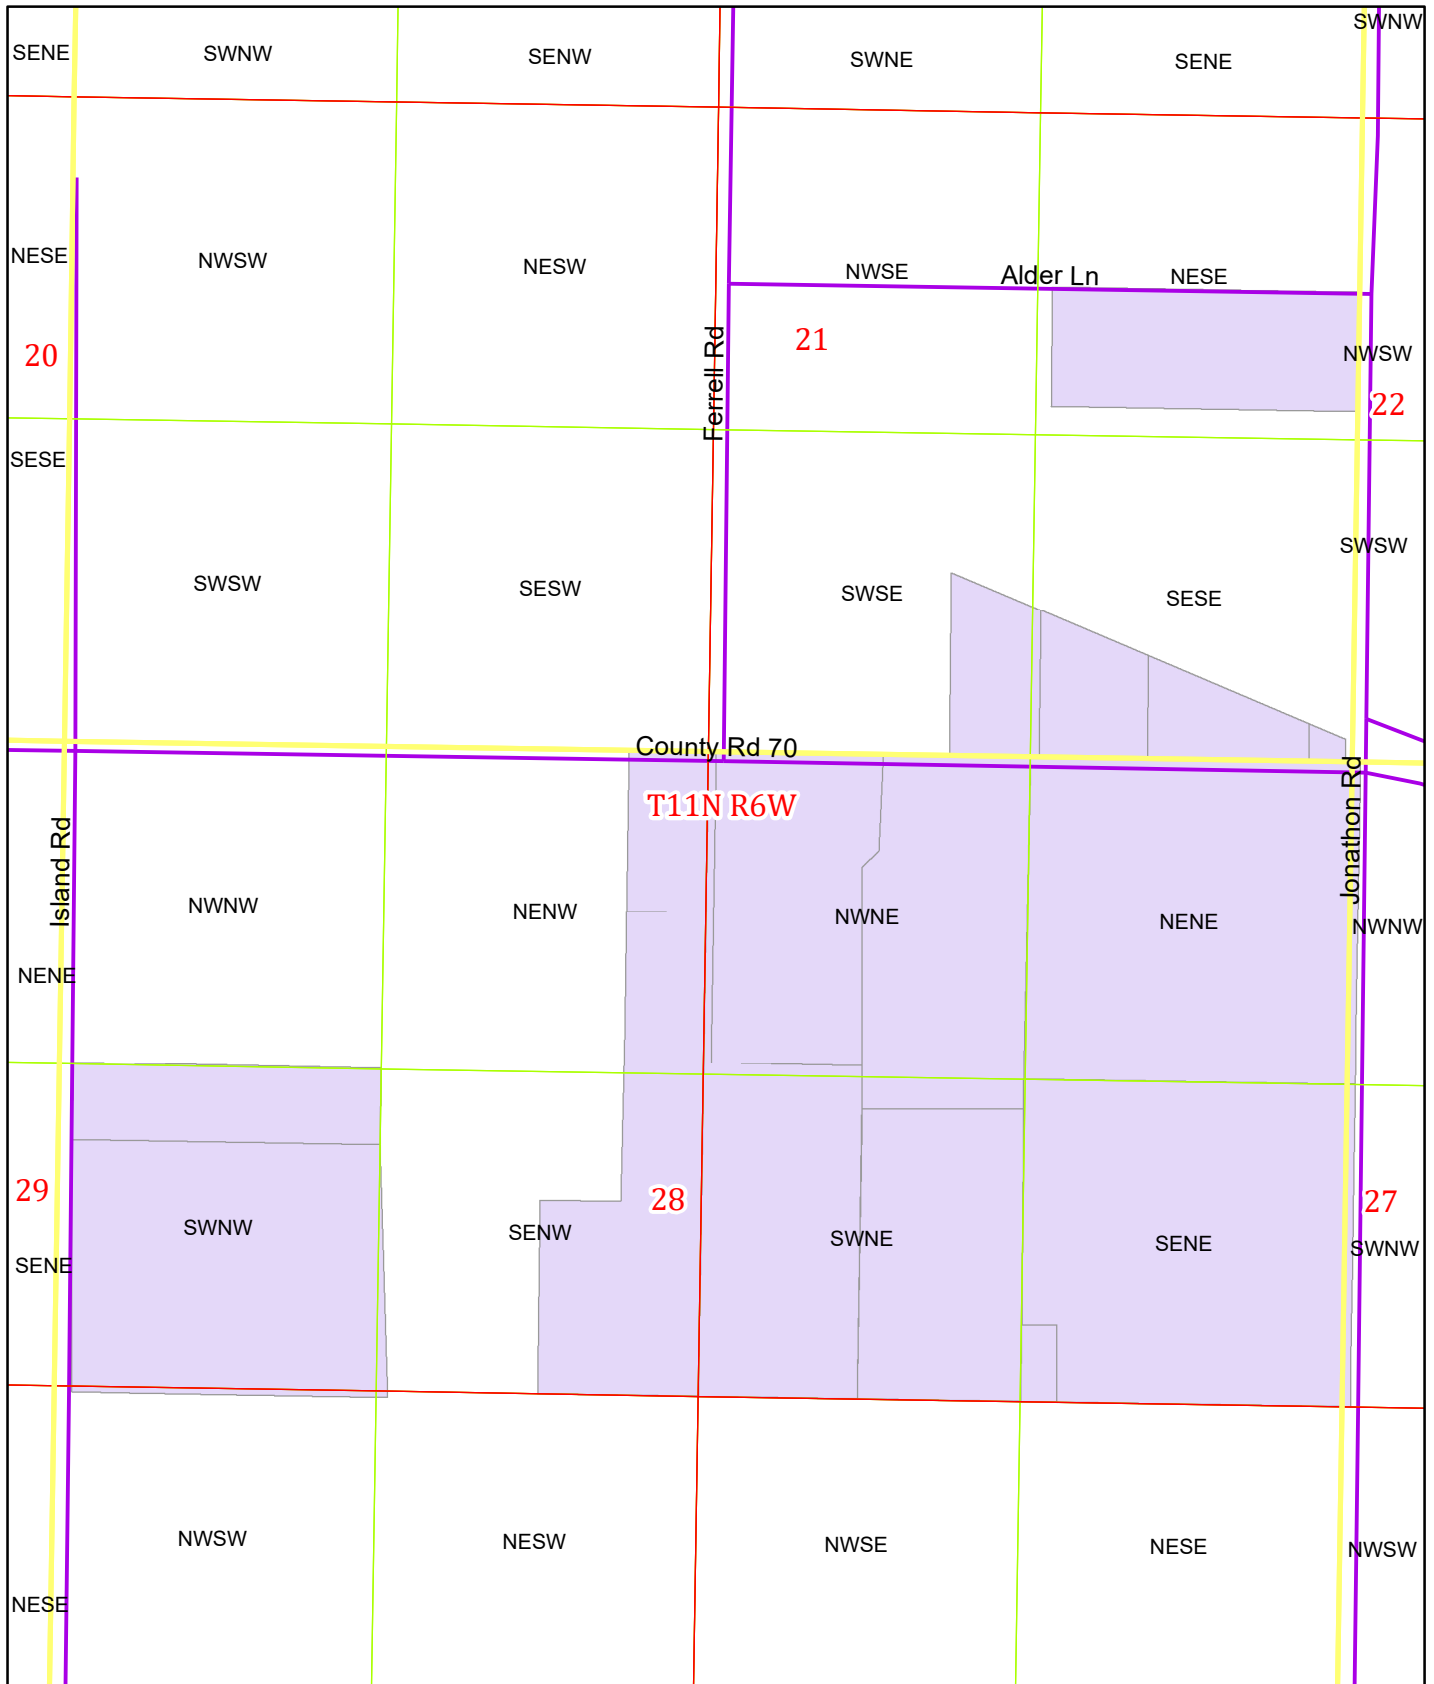 SWNW
SENE
SWNW
SENW
SWNE
SENE
NESE
NWSW
NESW
NWSE
Alder Ln
NESE
20
Ferrell Rd
21
NWSW
22
SESE
SWSW
SWSW
SESW
SWSE
SESE
County Rd 70
T11N R6W
Island Rd
Jonathon Rd
NWNW
NENW
NWNE
NENE
NWNW
NENE
29
28
27
SWNW
SENW
SWNE
SENE
SWNW
SENE
NWSW
NESW
NWSE
NESE
NWSW
NESE